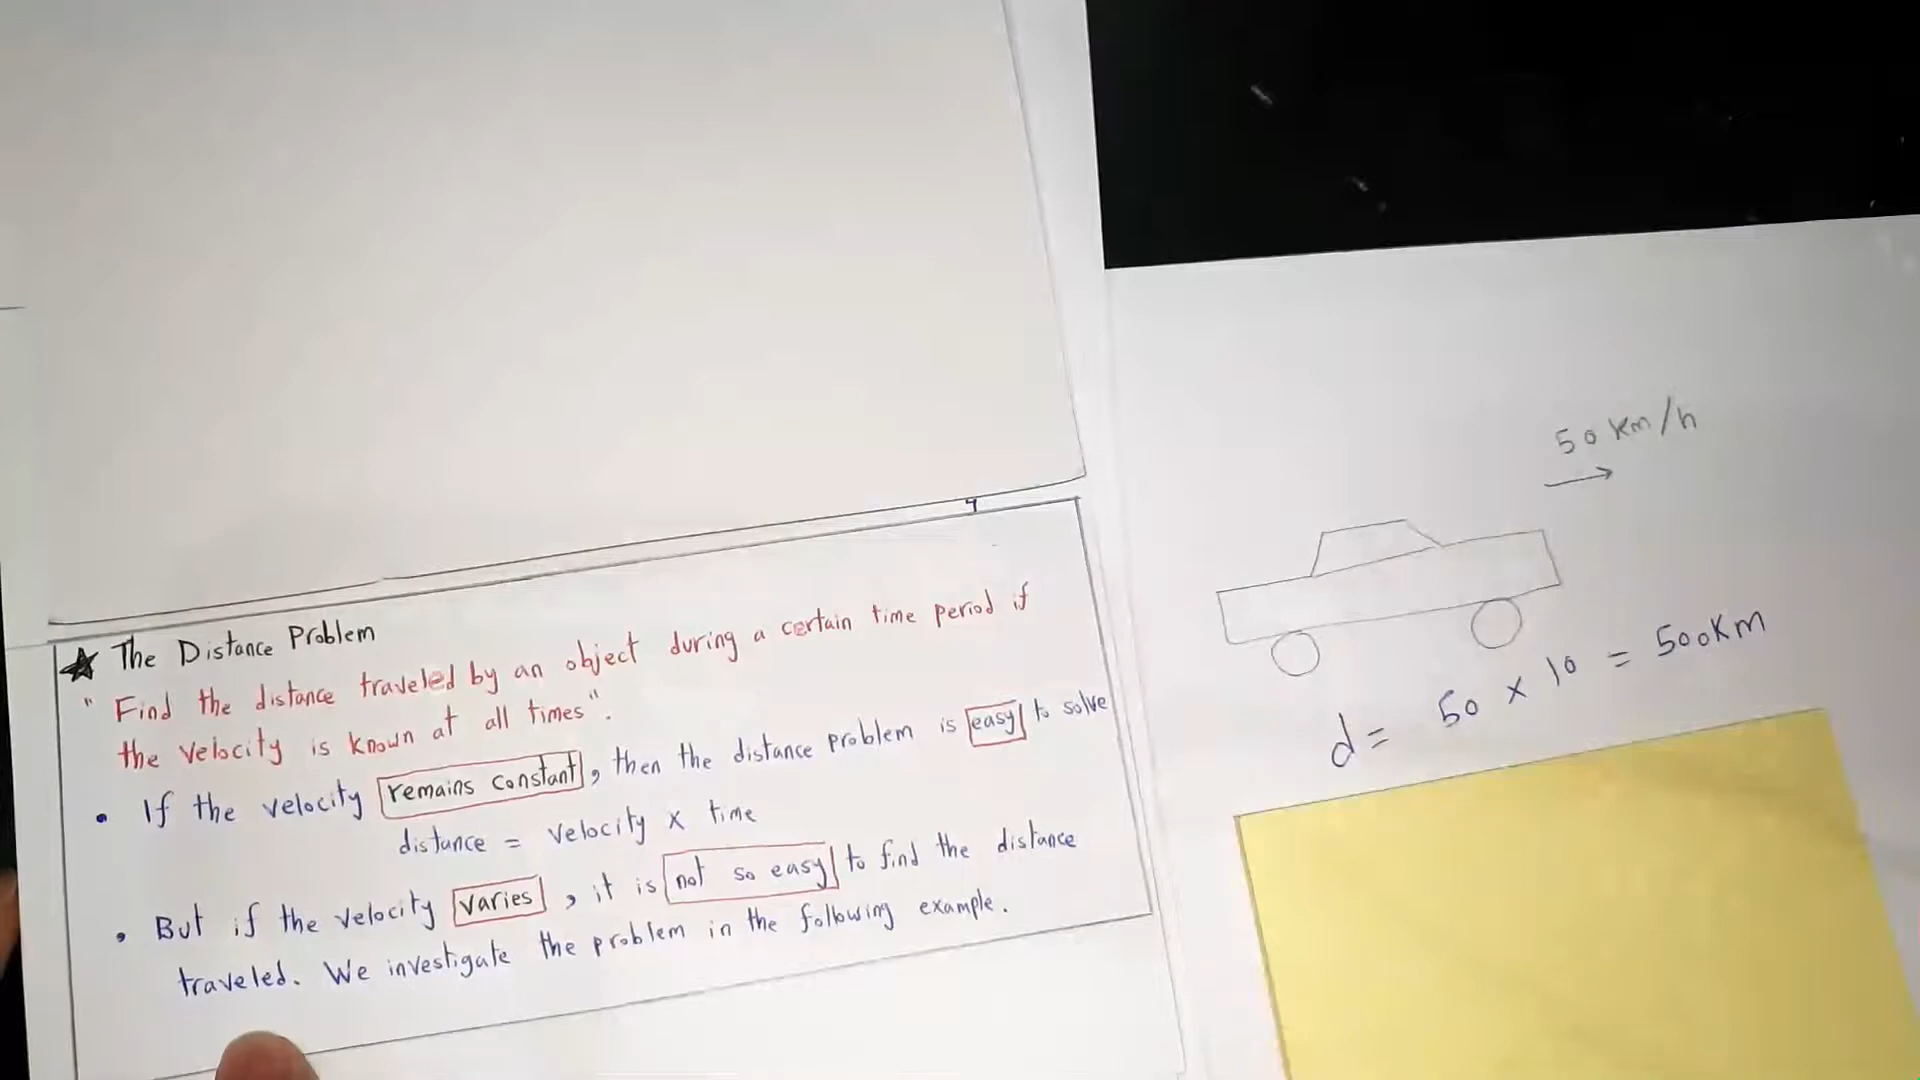 4
★ The Distance Problem
" Find the distance traveled by an object during a certain time period if
the velocity is known at all times".
• If the velocity remains constant, then the distance problem is easy to solve
distance = velocity x time
• But if the velocity varies, it is not so easy to find the distance
traveled. We investigate the problem in the following example.
50 km/h
d = 50 x 10 = 500 Km